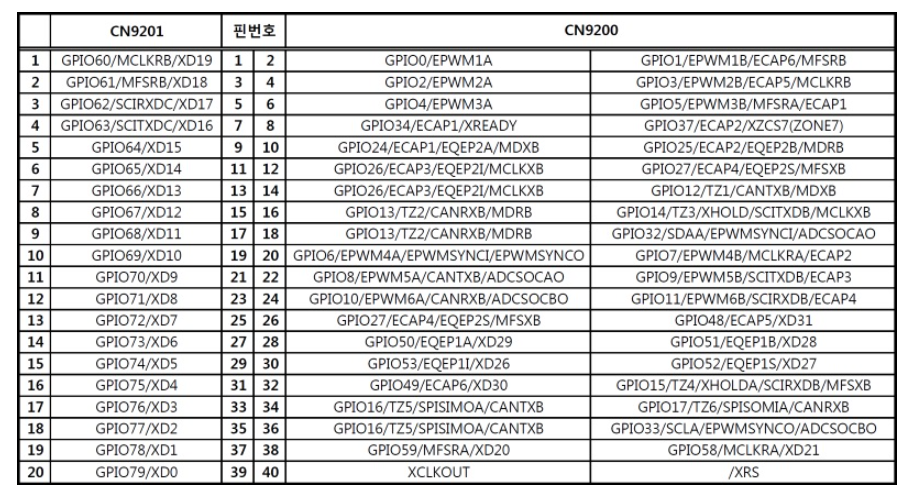 CN9201 핀번호 CN9200
1 GPIO60/MCLKRB/XD19 1 2 GPIO0/EPWM1A GPIO1/EPWM1B/ECAP6/MFSRB
2 GPIO61/MFSRB/XD18 3 4 GPIO2/EPWM2A GPIO3/EPWM2B/ECAP5/MCLKRB
3 GPIO62/SCIRXDC/XD17 5 6 GPIO4/EPWM3A GPIO5/EPWM3B/MFSRA/ECAP1
4 GPIO63/SCITXDC/XD16 7 8 GPIO34/ECAP1/XREADY GPIO37/ECAP2/XZCS7(ZONE7)
5 GPIO64/XD15 9 10 GPIO24/ECAP1/EQEP2A/MDXB GPIO25/ECAP2/EQEP2B/MDRB
6 GPIO65/XD14 11 12 GPIO26/ECAP3/EQEP2I/MCLKXB GPIO27/ECAP4/EQEP2S/MFSXB
7 GPIO66/XD13 13 14 GPIO26/ECAP3/EQEP2I/MCLKXB GPIO12/TZ1/CANTXB/MDXB
8 GPIO67/XD12 15 16 GPIO13/TZ2/CANRXB/MDRB GPIO14/TZ3/XHOLD/SCITXDB/MCLKXB
9 GPIO68/XD11 17 18 GPIO13/TZ2/CANRXB/MDRB GPIO32/SDAA/EPWMSYNCI/ADCSOCAO
10 GPIO69/XD10 19 20 GPIO6/EPWM4A/EPWMSYNCI/EPWMSYNCO GPIO7/EPWM4B/MCLKRA/ECAP2
11 GPIO70/XD9 21 22 GPIO8/EPWM5A/CANTXB/ADCSOCAO GPIO9/EPWM5B/SCITXDB/ECAP3
12 GPIO71/XD8 23 24 GPIO10/EPWM6A/CANRXB/ADCSOCBO GPIO11/EPWM6B/SCIRXDB/ECAP4
13 GPIO72/XD7 25 26 GPIO27/ECAP4/EQEP2S/MFSXB GPIO48/ECAP5/XD31
14 GPIO73/XD6 27 28 GPIO50/EQEP1A/XD29 GPIO51/EQEP1B/XD28
15 GPIO74/XD5 29 30 GPIO53/EQEP1I/XD26 GPIO52/EQEP1S/XD27
16 GPIO75/XD4 31 32 GPIO49/ECAP6/XD30 GPIO15/TZ4/XHOLDA/SCIRXDB/MFSXB
17 GPIO76/XD3 33 34 GPIO16/TZ5/SPISIMOA/CANTXB GPIO17/TZ6/SPISOMIA/CANRXB
18 GPIO77/XD2 35 36 GPIO16/TZ5/SPISIMOA/CANTXB GPIO33/SCLA/EPWMSYNCO/ADCSOCBO
19 GPIO78/XD1 37 38 GPIO59/MFSRA/XD20 GPIO58/MCLKRA/XD21
20 GPIO79/XD0 39 40 XCLKOUT /XRS